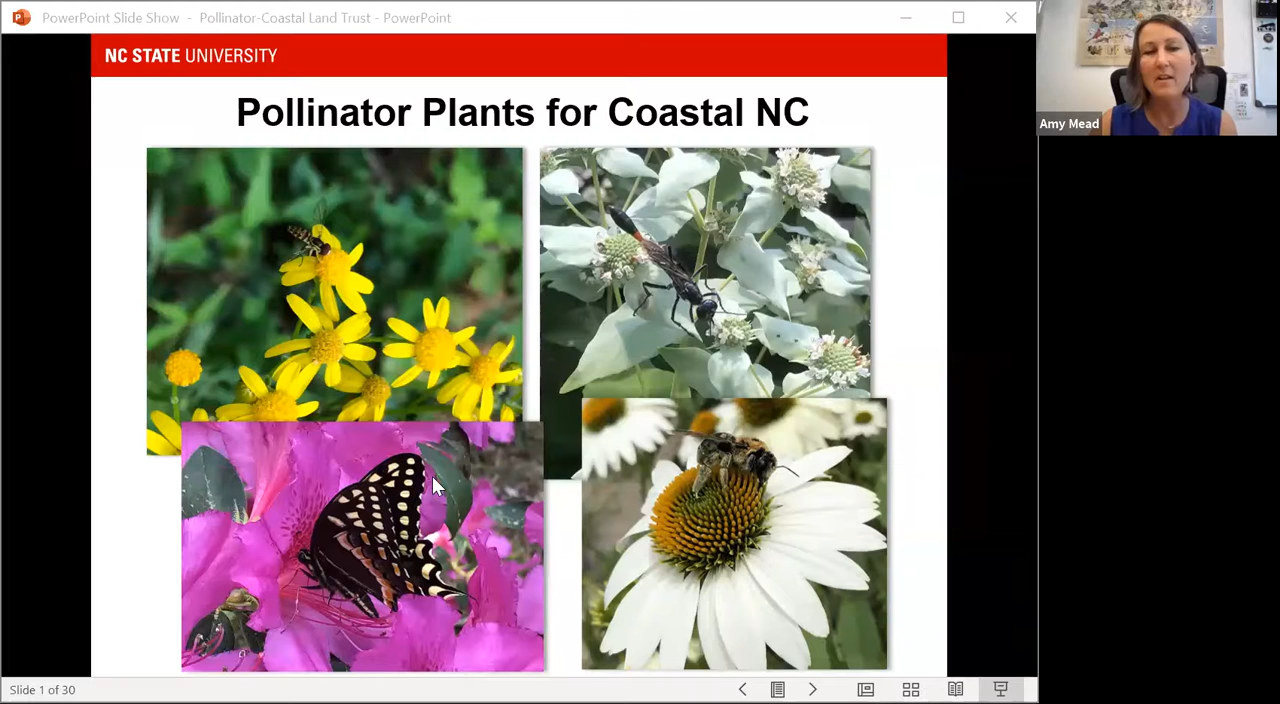 PowerPoint Slide Show - Pollinator-Coastal Land Trust - PowerPoint
NC STATE UNIVERSITY
Pollinator Plants for Coastal NC
Amy Mead
Slide 1 of 30